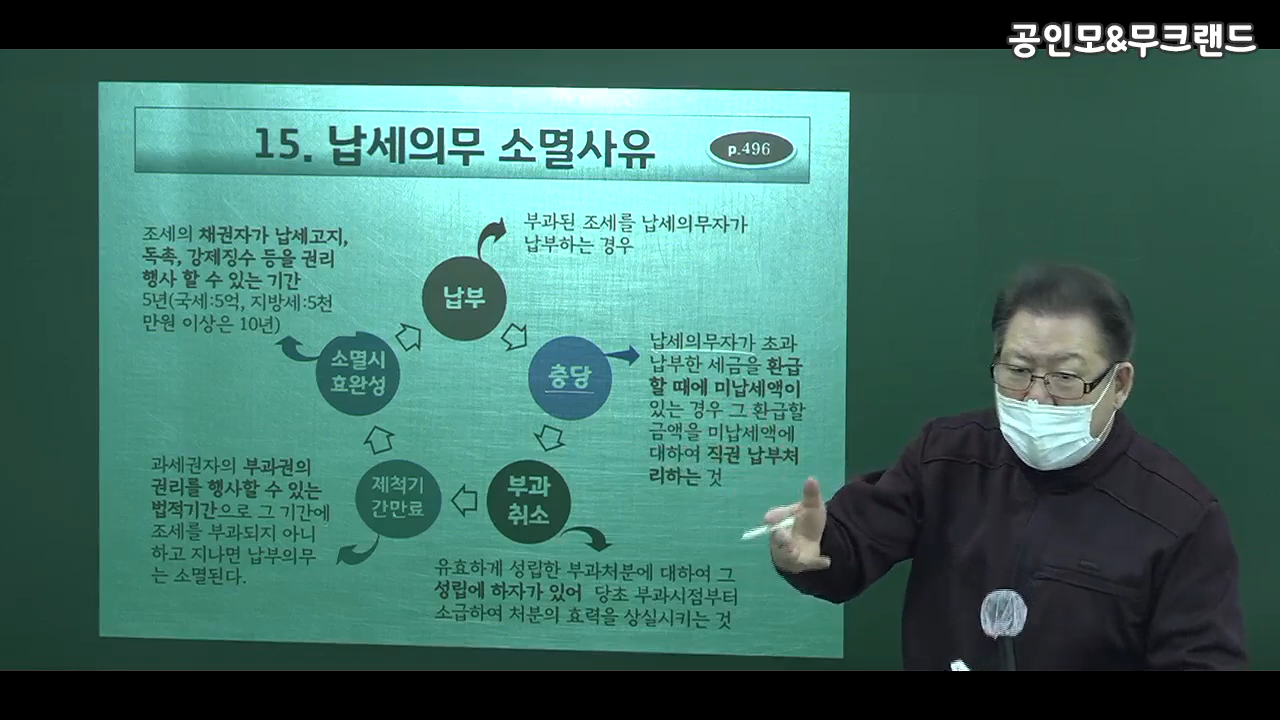 공인모&무크랜드
15. 납세의무 소멸사유
p.496
부과된 조세를 납세의무자가
납부하는 경우
납부
납세의무자가 초과
납부한 세금을 환급
할 때에 미납세액이
있는 경우 그 환급할
금액을 미납세액에
대하여 직권 납부처
리하는 것
충당
부과
취소
유효하게 성립한 부과처분에 대하여 그
성립에 하자가 있어 당초 부과시점부터
소급하여 처분의 효력을 상실시키는 것
제척기
간만료
과세권자의 부과권의
권리를 행사할 수 있는
법적기간으로 그 기간에
조세를 부과되지 아니
하고 지나면 납부의무
는 소멸된다.
소멸시
효완성
조세의 채권자가 납세고지,
독촉, 강제징수 등을 권리
행사 할 수 있는 기간
5년(국세:5억, 지방세:5천
만원 이상은 10년)